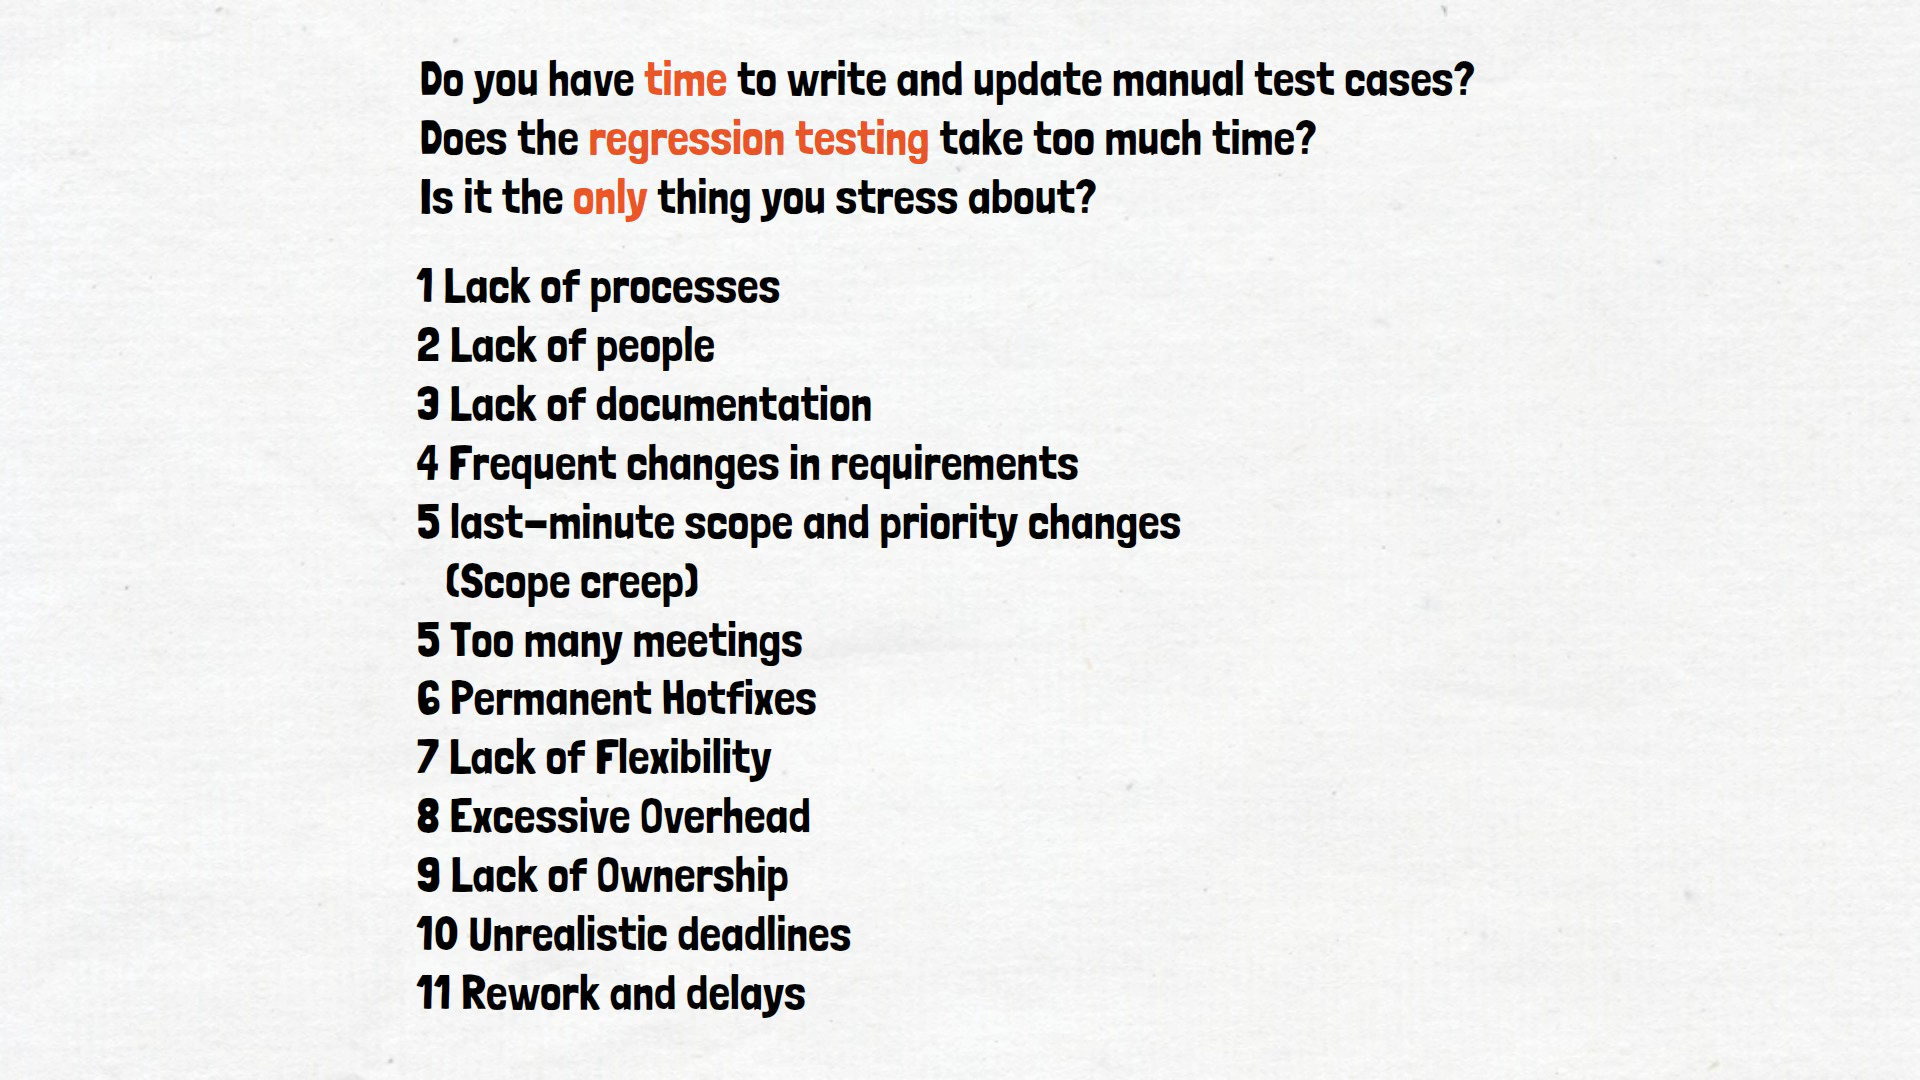 Do you have time to write and update manual test cases?
Does the regression testing take too much time?
Is it the only thing you stress about?
1 Lack of processes
2 Lack of people
3 Lack of documentation
4 Frequent changes in requirements
5 last-minute scope and priority changes
(Scope creep)
5 Too many meetings
6 Permanent Hotfixes
7 Lack of Flexibility
8 Excessive Overhead
9 Lack of Ownership
10 Unrealistic deadlines
11 Rework and delays